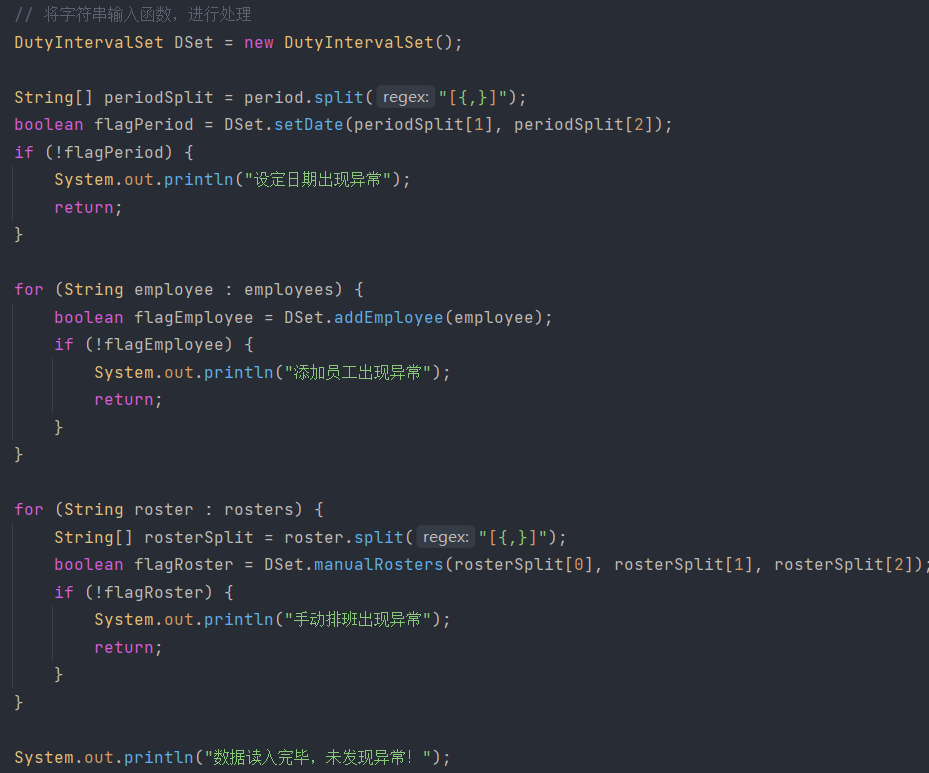 // 将字符串输入函数，进行处理
DutyIntervalSet DSet = new DutyIntervalSet();
String[] periodSplit = period.split( regex: "[{,}]");
boolean flagPeriod = DSet.setDate(periodSplit[1], periodSplit[2]);
if (!flagPeriod) {
    System.out.println("设定日期出现异常");
    return;
}
for (String employee : employees) {
    boolean flagEmployee = DSet.addEmployee(employee);
    if (!flagEmployee) {
        System.out.println("添加员工出现异常");
        return;
    }
}
for (String roster : rosters) {
    String[] rosterSplit = roster.split( regex: "[{,}]");
    boolean flagRoster = DSet.manualRosters(rosterSplit[0], rosterSplit[1], rosterSplit[2]);
    if (!flagRoster) {
        System.out.println("手动排班出现异常");
        return;
    }
}
System.out.println("数据读入完毕，未发现异常！");